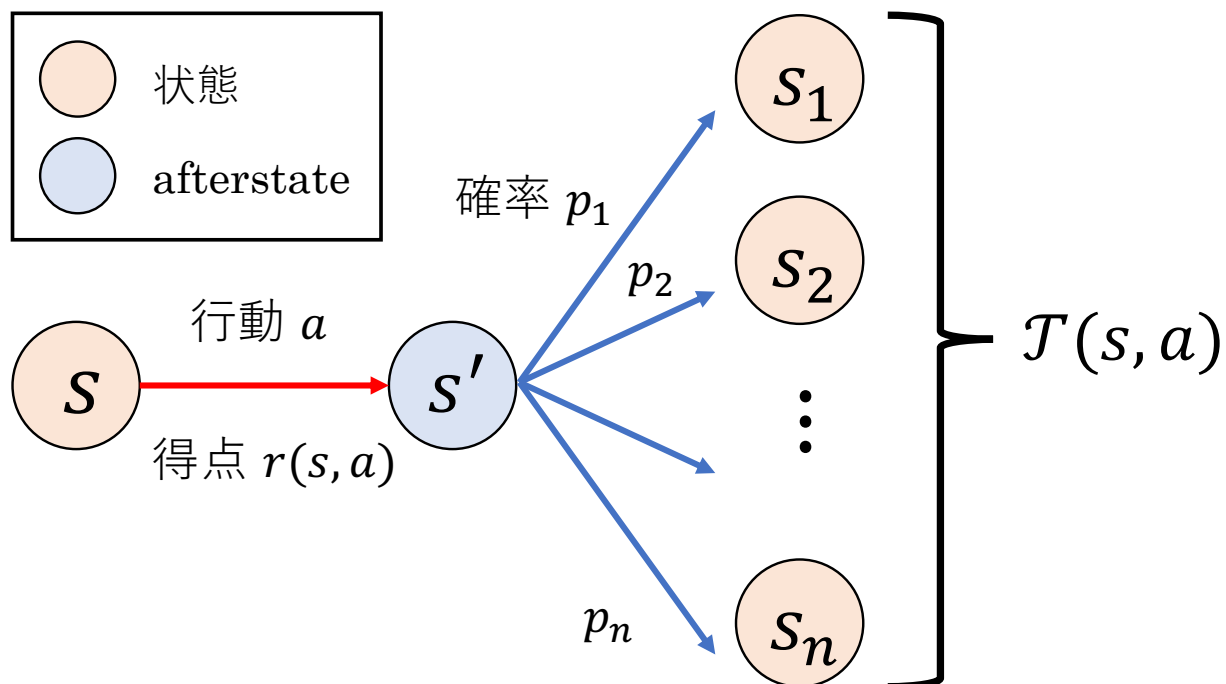 状態
afterstate
s
行動 a
得点 r(s, a)
s′
確率 p₁
p₂
pₙ
s₁
s₂
⋮
sₙ
𝒯(s, a)